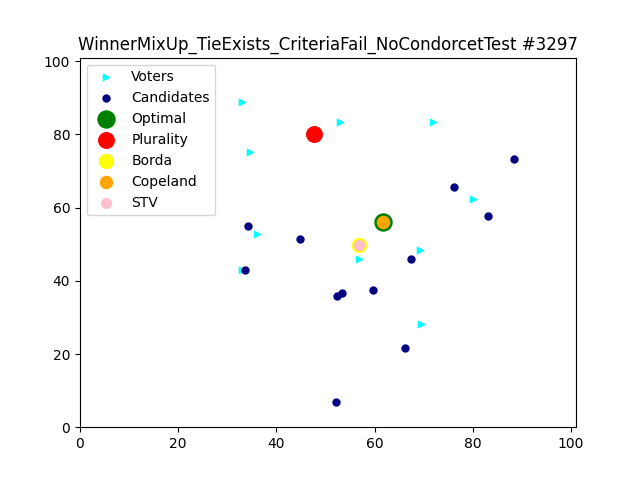 WinnerMixUp_TieExists_CriteriaFail_NoCondorcetTest #3297
Voters
Candidates
Optimal
Plurality
Borda
Copeland
STV
100
80
60
40
20
0
0 20 40 60 80 100